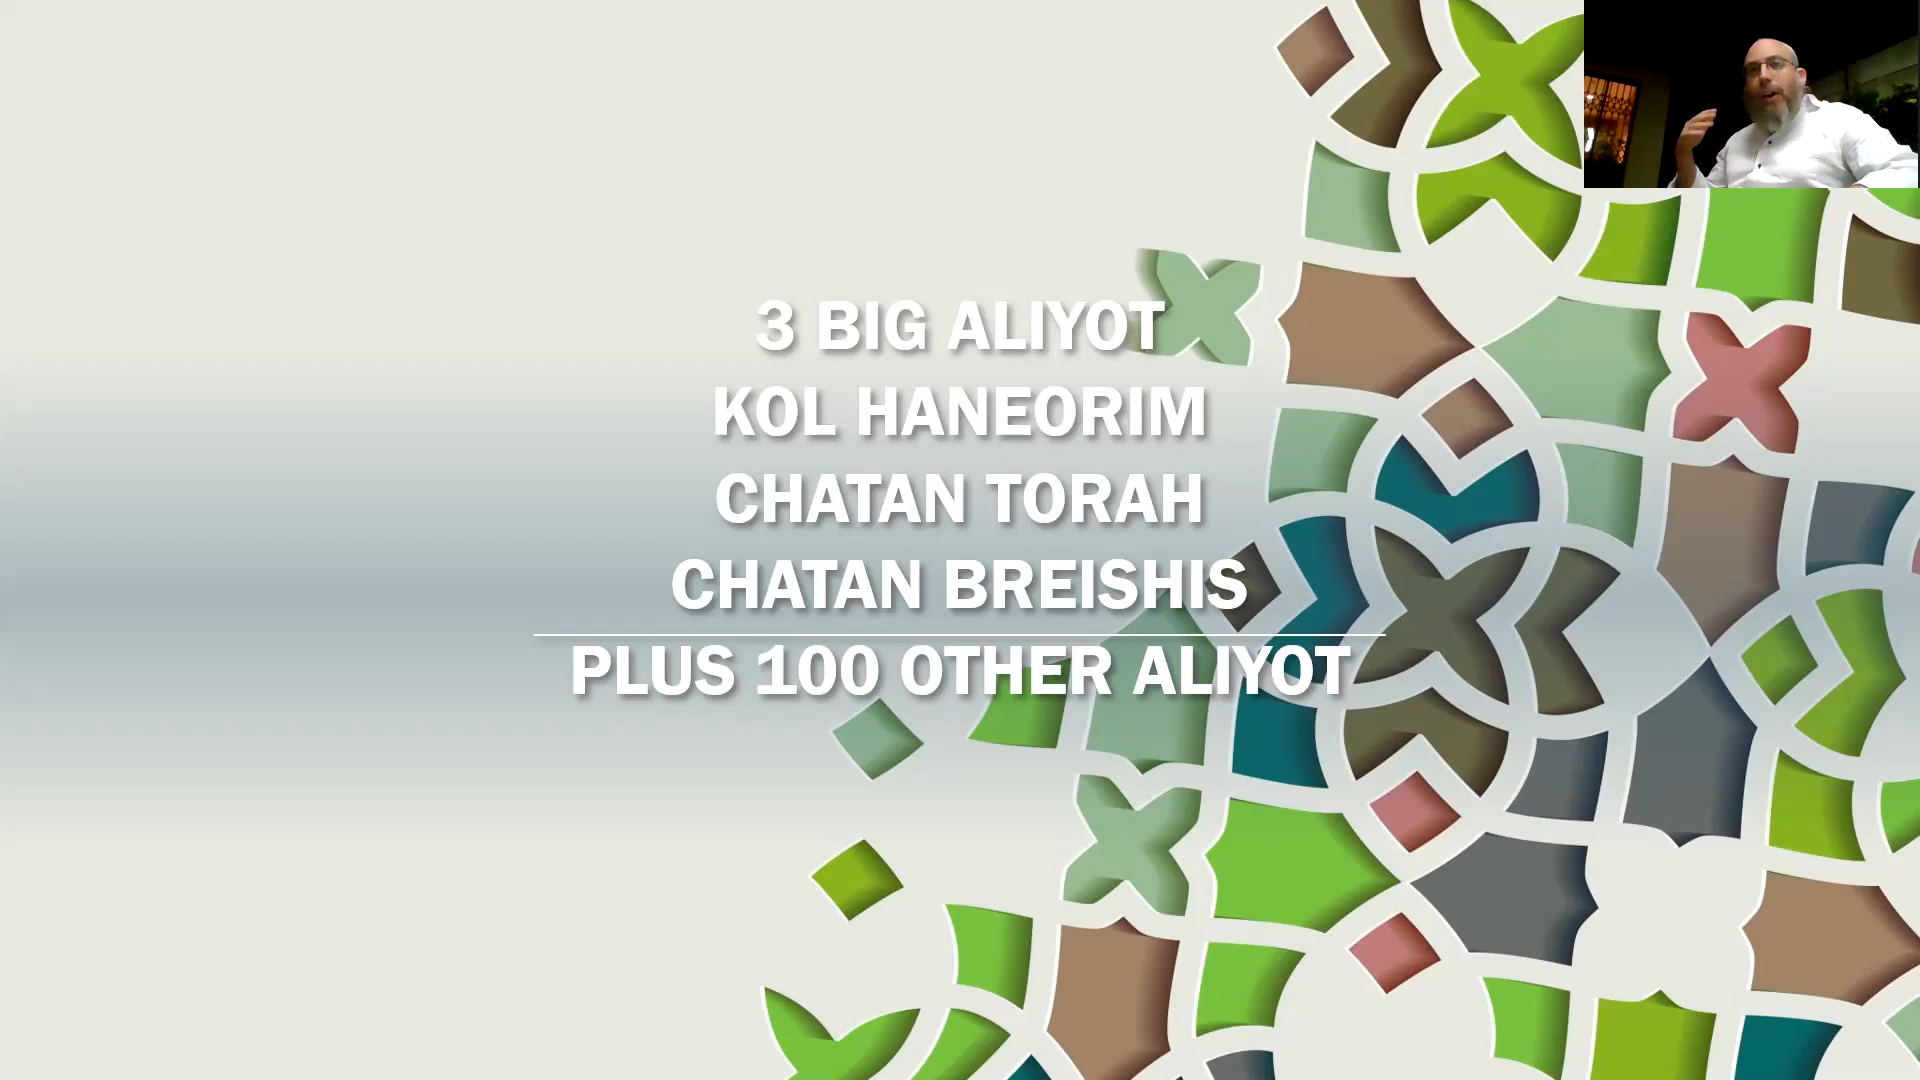 3 BIG ALIYOT
KOL HANEORIM
CHATAN TORAH
CHATAN BREISHIS
PLUS 100 OTHER ALIYOT